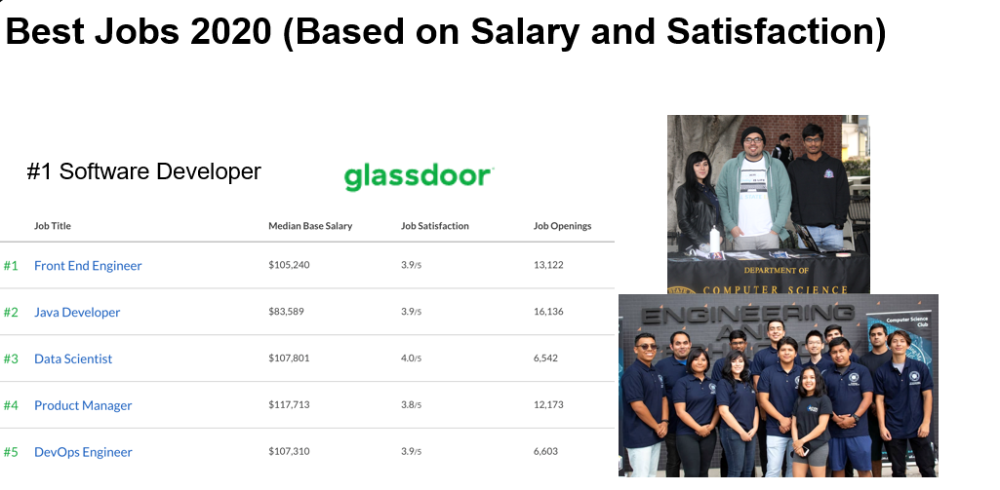 Best Jobs 2020 (Based on Salary and Satisfaction)
#1 Software Developer
glassdoor
Job Title Median Base Salary Job Satisfaction Job Openings
#1 Front End Engineer $105,240 3.9/5 13,122
#2 Java Developer $83,589 3.9/5 16,136
#3 Data Scientist $107,801 4.0/5 6,542
#4 Product Manager $117,713 3.8/5 12,173
#5 DevOps Engineer $107,310 3.9/5 6,603
DEPARTMENT OF
COMPUTER SCIENCE
STATE
ENGINEERING
AND
Computer Science
Club